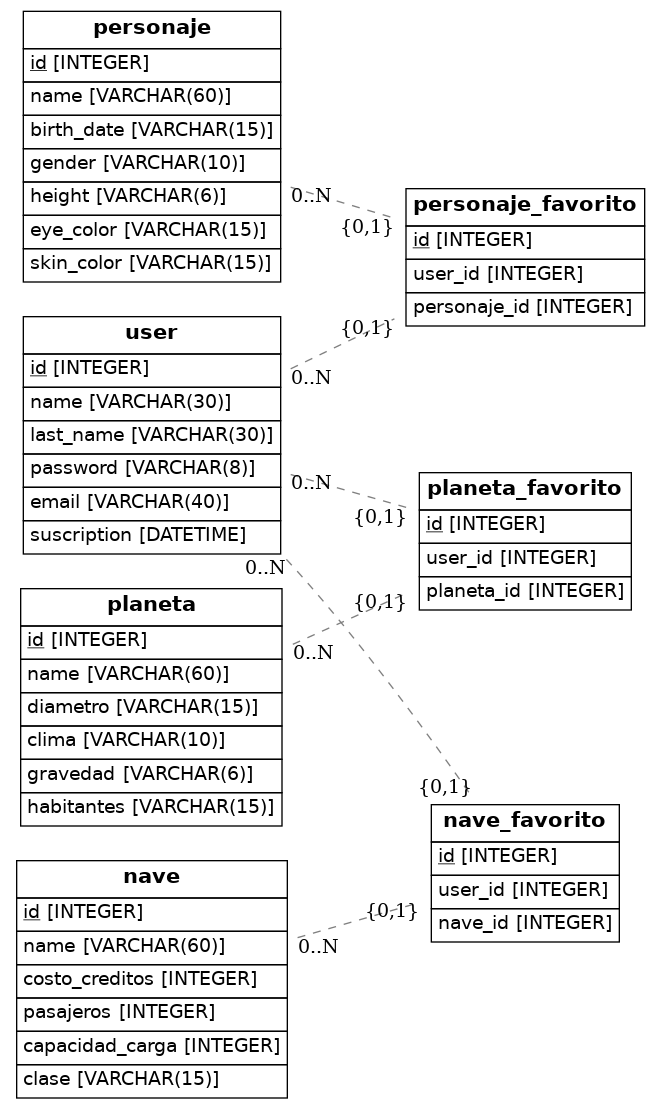 personaje
id [INTEGER]
name [VARCHAR(60)]
birth_date [VARCHAR(15)]
gender [VARCHAR(10)]
height [VARCHAR(6)]
eye_color [VARCHAR(15)]
skin_color [VARCHAR(15)]
0..N
{0,1}
personaje_favorito
id [INTEGER]
user_id [INTEGER]
personaje_id [INTEGER]
user
id [INTEGER]
name [VARCHAR(30)]
last_name [VARCHAR(30)]
password [VARCHAR(8)]
email [VARCHAR(40)]
suscription [DATETIME]
{0,1}
0..N
0..N
{0,1}
planeta_favorito
id [INTEGER]
user_id [INTEGER]
planeta_id [INTEGER]
0..N
planeta
id [INTEGER]
name [VARCHAR(60)]
diametro [VARCHAR(15)]
clima [VARCHAR(10)]
gravedad [VARCHAR(6)]
habitantes [VARCHAR(15)]
{0,1}
0..N
{0,1}
nave_favorito
id [INTEGER]
user_id [INTEGER]
nave_id [INTEGER]
nave
id [INTEGER]
name [VARCHAR(60)]
costo_creditos [INTEGER]
pasajeros [INTEGER]
capacidad_carga [INTEGER]
clase [VARCHAR(15)]
{0,1}
0..N